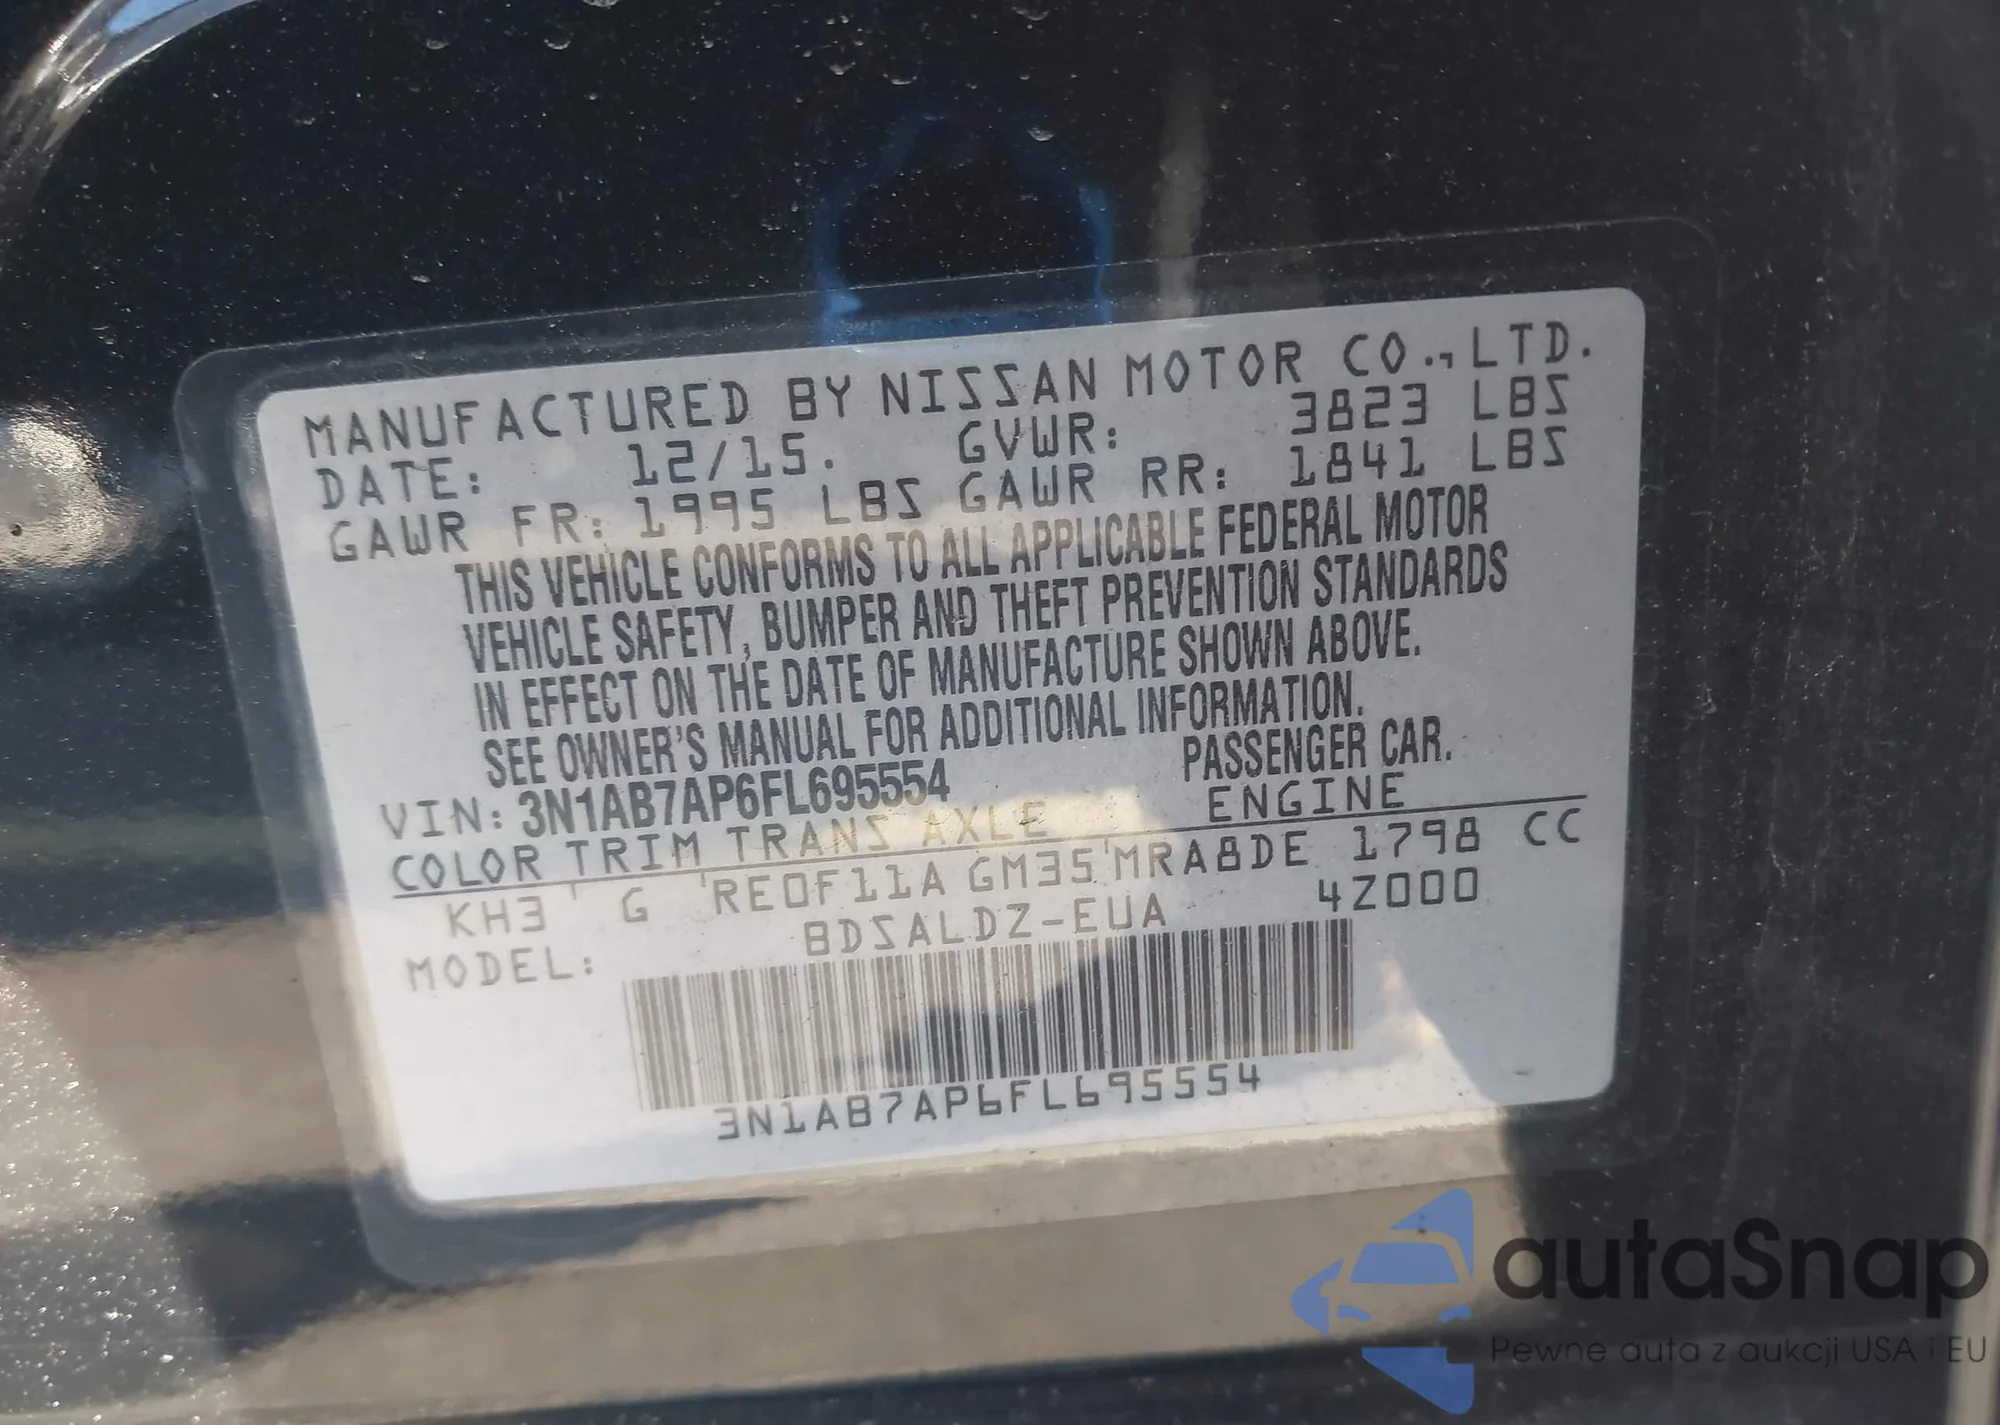 MANUFACTURED BY NISSAN MOTOR CO.,LTD.
DATE: 12/15. GVWR: 3823 LBS
GAWR FR: 1995 LBS GAWR RR: 1841 LBS
THIS VEHICLE CONFORMS TO ALL APPLICABLE FEDERAL MOTOR
VEHICLE SAFETY, BUMPER AND THEFT PREVENTION STANDARDS
IN EFFECT ON THE DATE OF MANUFACTURE SHOWN ABOVE.
SEE OWNER'S MANUAL FOR ADDITIONAL INFORMATION.
VIN: 3N1AB7AP6FL695554 PASSENGER CAR.
COLOR TRIM TRANS AXLE ENGINE
KH3 ' G 'RE0F11A GM35'MRA8DE 1798 CC
MODEL: BDSALDZ-EUA 4Z000
3N1AB7AP6FL695554
autaSnap
Pewne auta z aukcji USA i EU